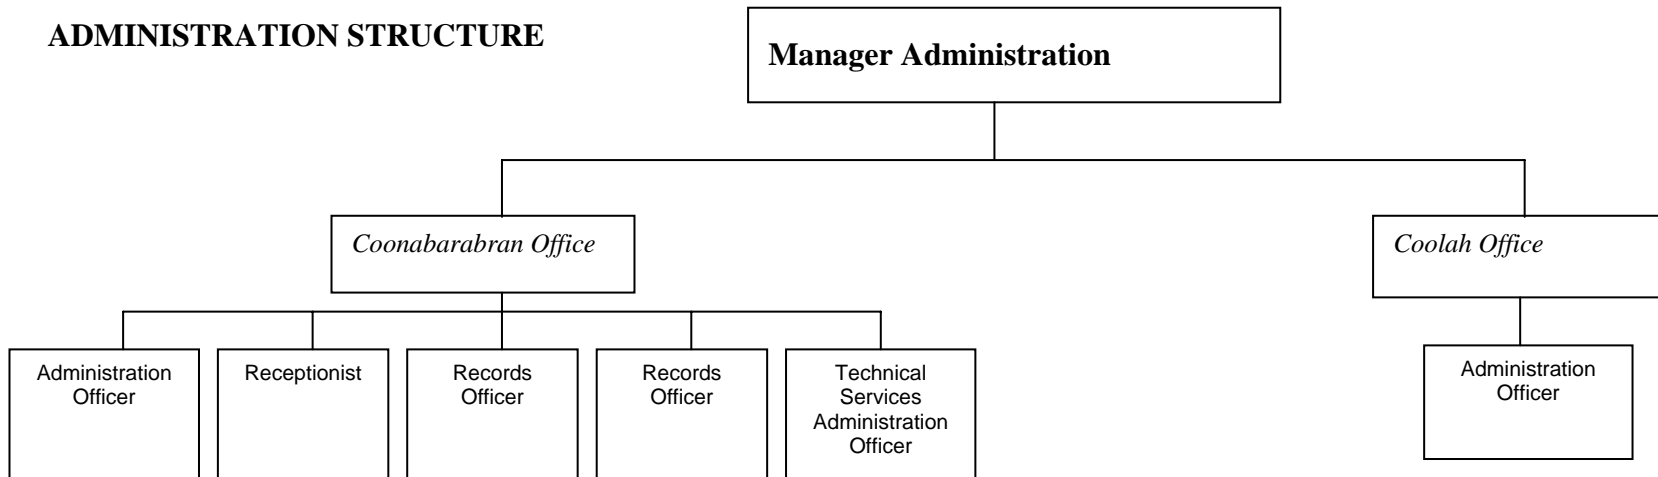 ADMINISTRATION STRUCTURE
Manager Administration
Coonabarabran Office
Coolah Office
Administration
Officer
Receptionist
Records
Officer
Records
Officer
Technical
Services
Administration
Officer
Administration
Officer